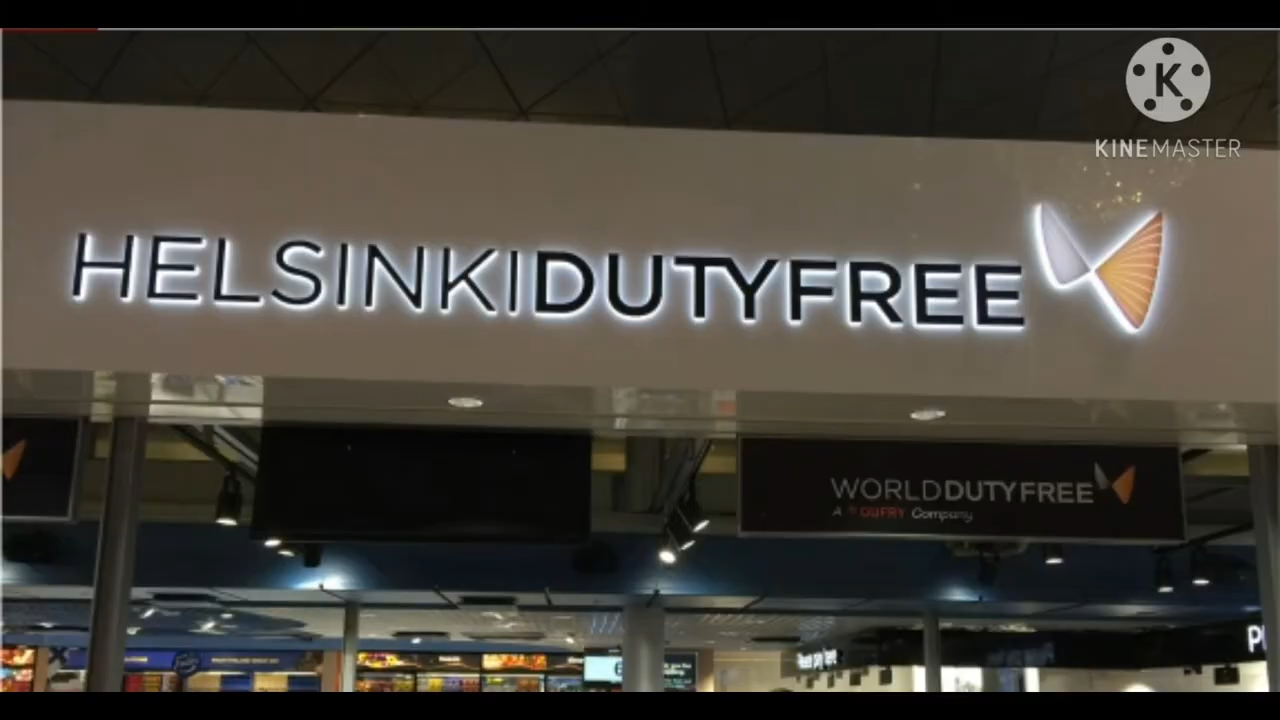 K
KINEMASTER
HELSINKIDUTYFREE
WORLDDUTYFREE
A DUFRY Company